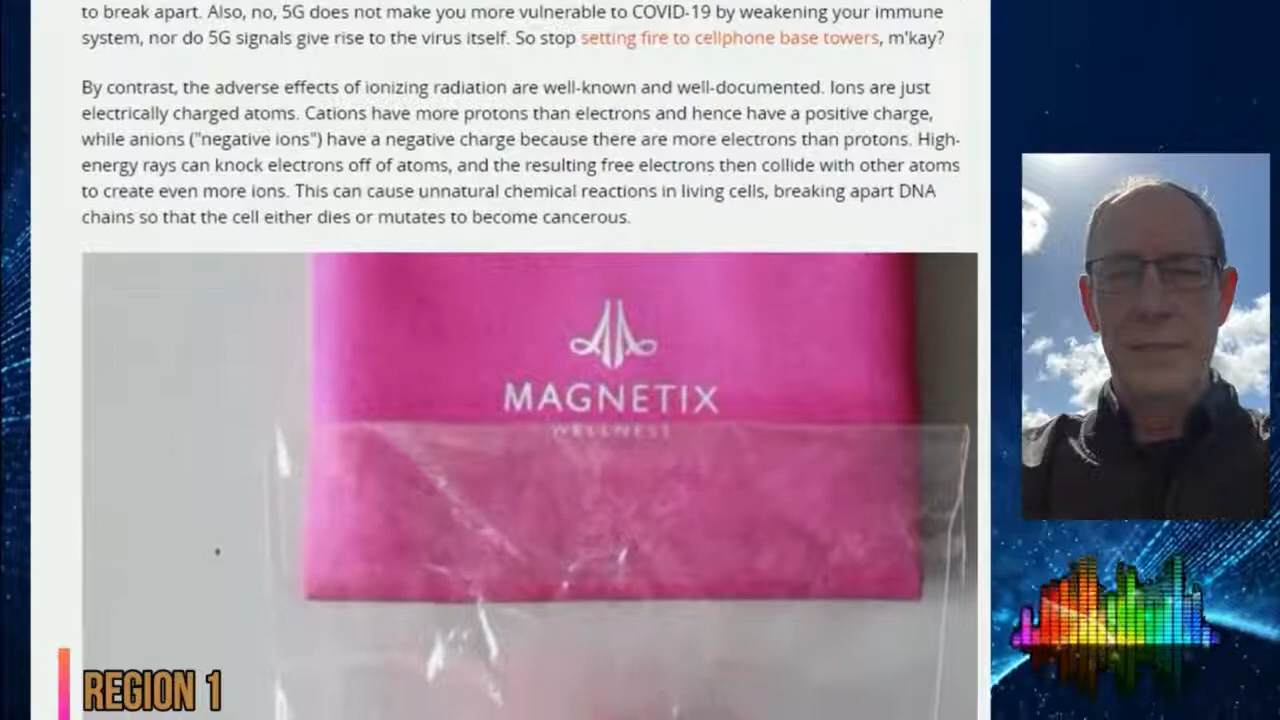 to break apart. Also, no, 5G does not make you more vulnerable to COVID-19 by weakening your immune
system, nor do 5G signals give rise to the virus itself. So stop setting fire to cellphone base towers, m'kay?
By contrast, the adverse effects of ionizing radiation are well-known and well-documented. Ions are just
electrically charged atoms. Cations have more protons than electrons and hence have a positive charge,
while anions ("negative ions") have a negative charge because there are more electrons than protons. High-
energy rays can knock electrons off of atoms, and the resulting free electrons then collide with other atoms
to create even more ions. This can cause unnatural chemical reactions in living cells, breaking apart DNA
chains so that the cell either dies or mutates to become cancerous.
MAGNETIX
WELLNESS
REGION 1